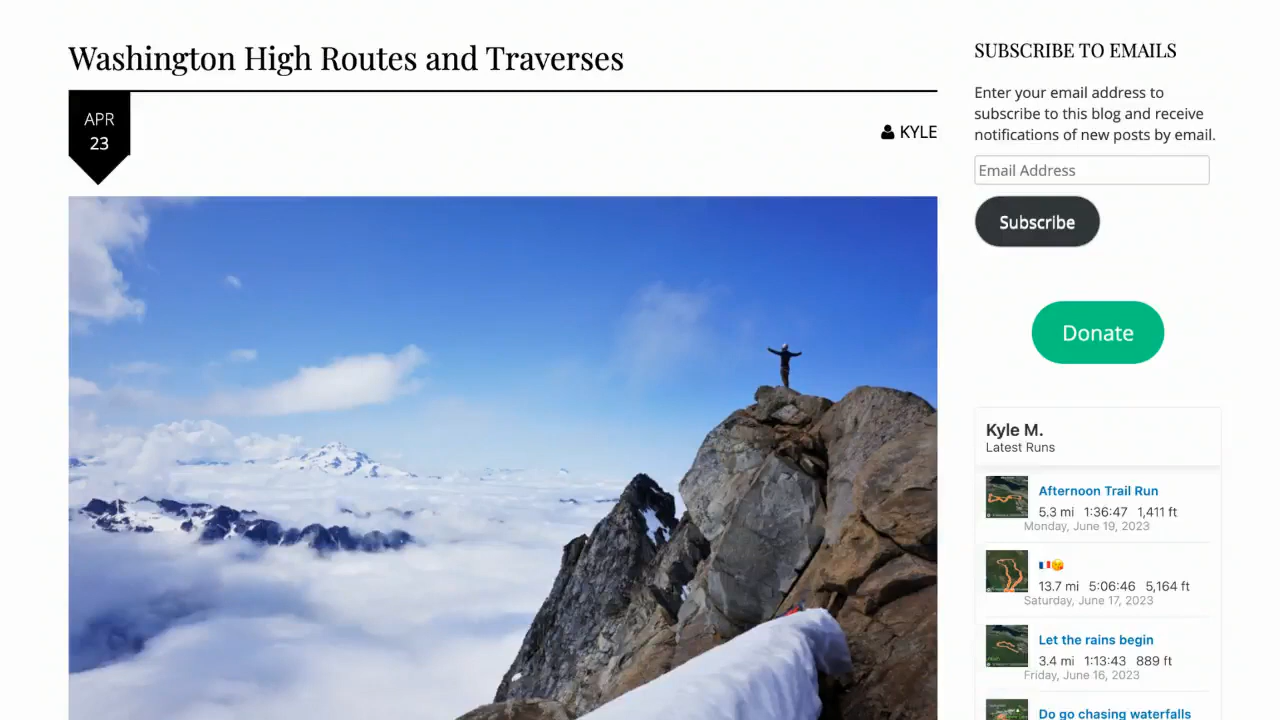 Washington High Routes and Traverses
APR
23
KYLE
SUBSCRIBE TO EMAILS
Enter your email address to
subscribe to this blog and receive
notifications of new posts by email.
Email Address
Subscribe
Donate
Kyle M.
Latest Runs
Afternoon Trail Run
5.3 mi 1:36:47 1,411 ft
Monday, June 19, 2023
🇫🇷😘
13.7 mi 5:06:46 5,164 ft
Saturday, June 17, 2023
Let the rains begin
3.4 mi 1:13:43 889 ft
Friday, June 16, 2023
Do go chasing waterfalls